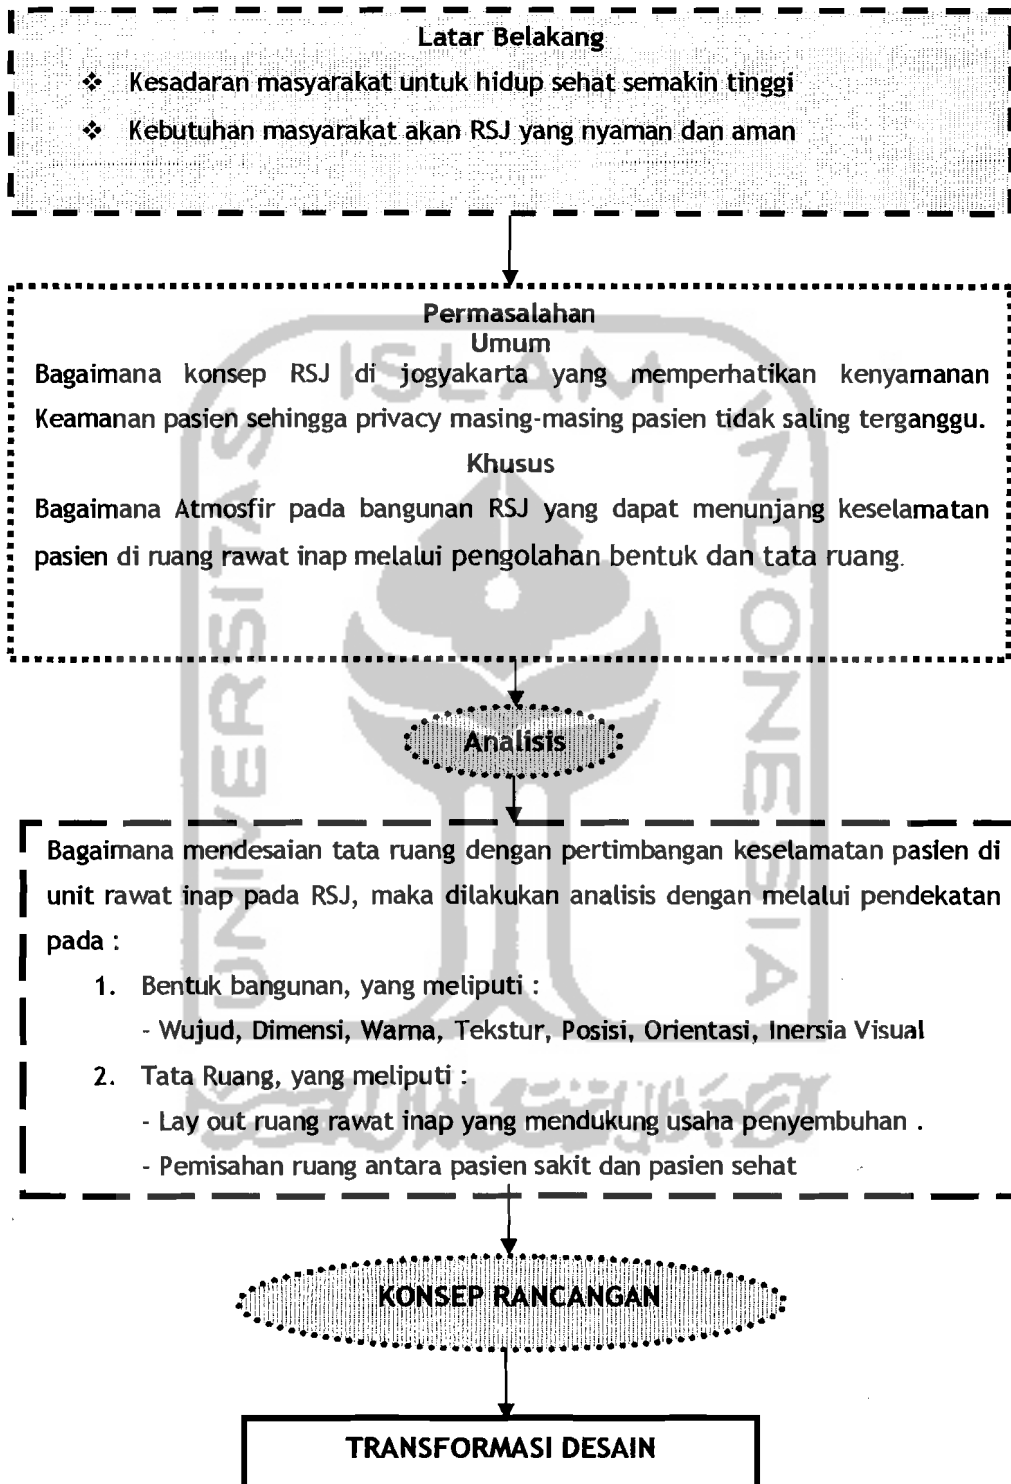 Latar Belakang
❖ Kesadaran masyarakat untuk hidup sehat semakin tinggi
❖ Kebutuhan masyarakat akan RSJ yang nyaman dan aman
Permasalahan
Umum
Bagaimana konsep RSJ di jogyakarta yang memperhatikan kenyamanan
Keamanan pasien sehingga privacy masing-masing pasien tidak saling terganggu.
Khusus
Bagaimana Atmosfir pada bangunan RSJ yang dapat menunjang keselamatan
pasien di ruang rawat inap melalui pengolahan bentuk dan tata ruang.
Analisis
Bagaimana mendesaian tata ruang dengan pertimbangan keselamatan pasien di
unit rawat inap pada RSJ, maka dilakukan analisis dengan melalui pendekatan
pada :
1. Bentuk bangunan, yang meliputi :
- Wujud, Dimensi, Warna, Tekstur, Posisi, Orientasi, Inersia Visual
2. Tata Ruang, yang meliputi :
- Lay out ruang rawat inap yang mendukung usaha penyembuhan .
- Pemisahan ruang antara pasien sakit dan pasien sehat
KONSEP RANCANGAN
TRANSFORMASI DESAIN
UNIVERSITAS
ISLAM
INDONESIA